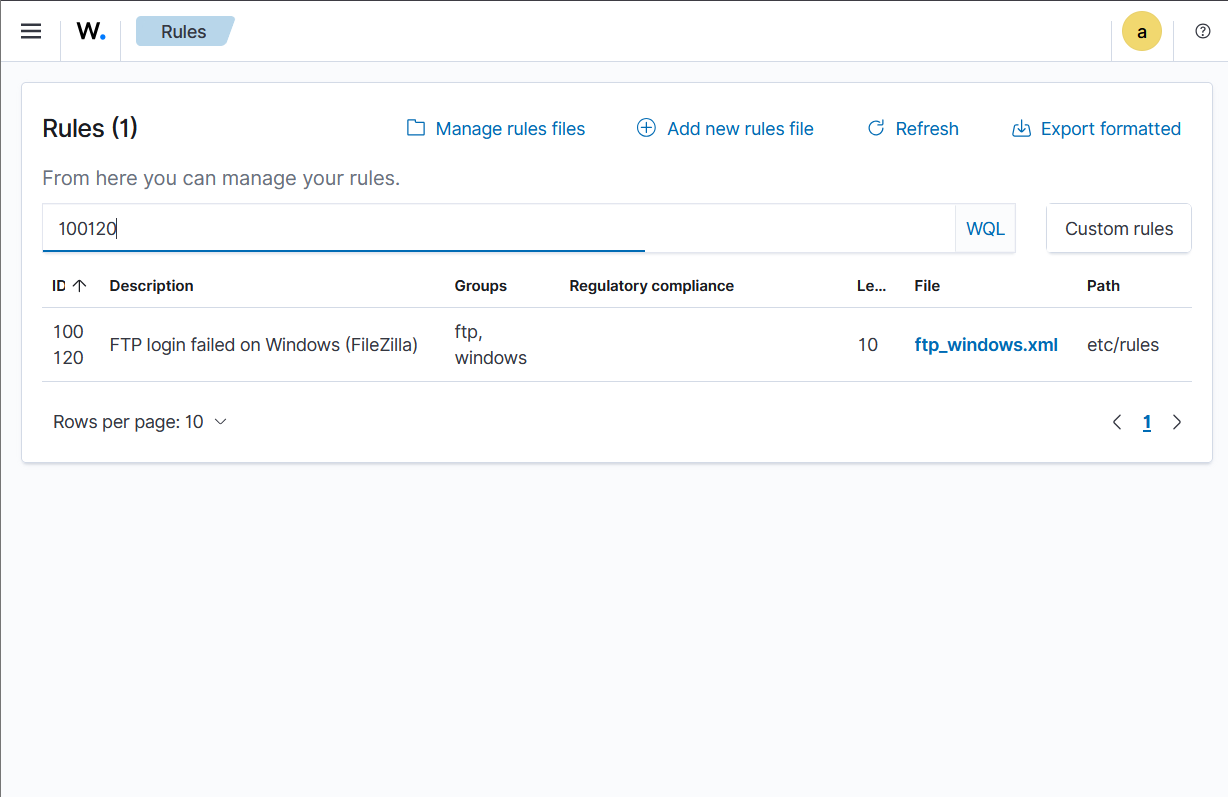 W. Rules a
Rules (1) Manage rules files Add new rules file Refresh Export formatted
From here you can manage your rules.
100120 WQL Custom rules
ID Description Groups Regulatory compliance Le... File Path
100
120
FTP login failed on Windows (FileZilla)
ftp,
windows
10 ftp_windows.xml etc/rules
Rows per page: 10 1